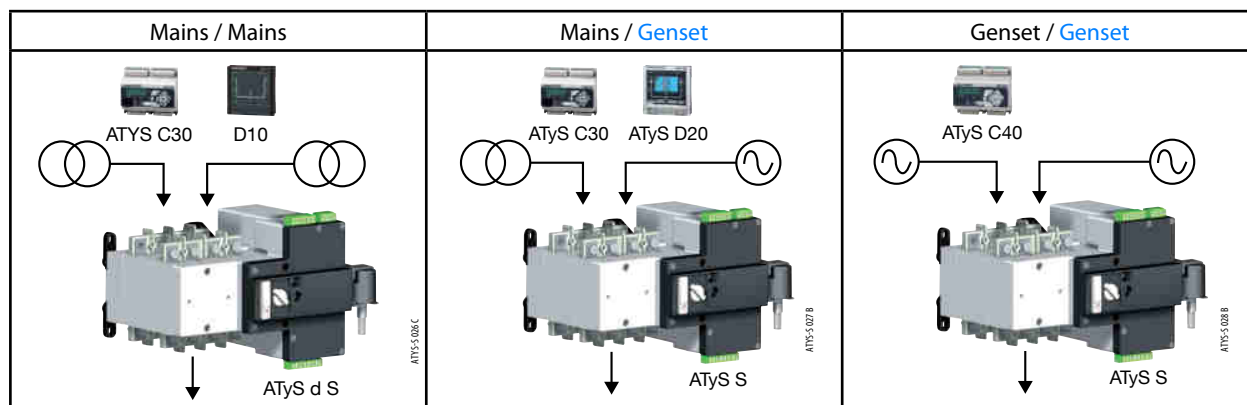 Mains / Mains
Mains / Genset
Genset / Genset
ATYS C30
D10
ATyS C30
ATyS D20
ATyS C40
ATYS-S 026 C
ATYS-S 027 B
ATYS-S 028 B
ATyS d S
ATyS S
ATyS S